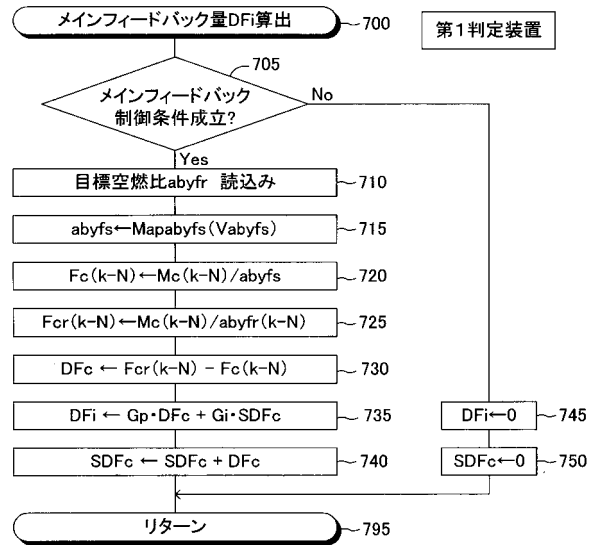 メインフィードバック量DFi算出
700
第1判定装置
705
メインフィードバック
制御条件成立?
No
Yes
目標空燃比abyfr 読込み
710
abyfs←Mapabyfs(Vabyfs)
715
Fc(k-N)←Mc(k-N)/abyfs
720
Fcr(k-N)←Mc(k-N)/abyfr(k-N)
725
DFc ← Fcr(k-N) - Fc(k-N)
730
DFi ← Gp・DFc + Gi・SDFc
735
DFi←0
745
SDFc ← SDFc + DFc
740
SDFc←0
750
リターン
795